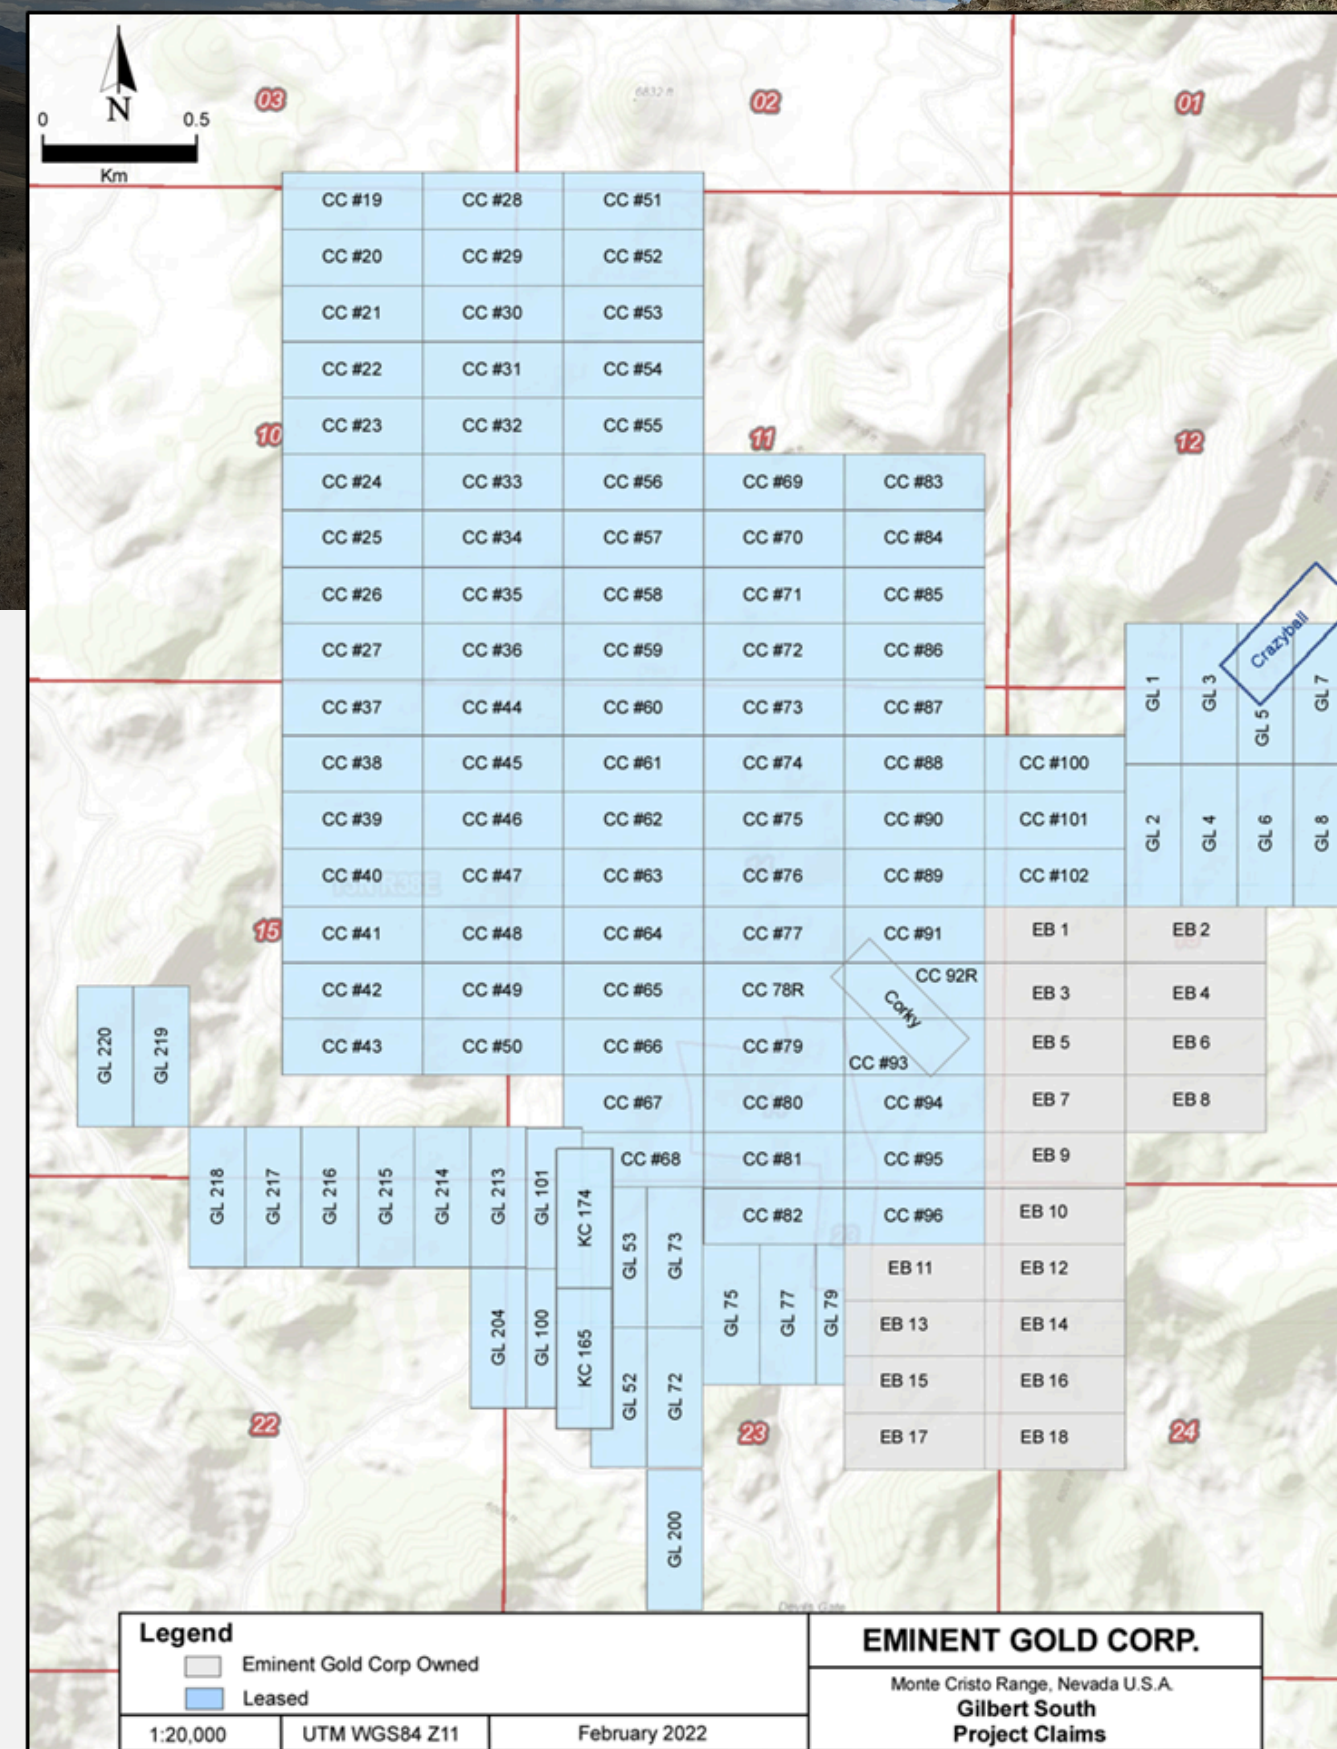 N
0 0.5
Km
03
6832 ft
02
01
CC #19 CC #28 CC #51
CC #20 CC #29 CC #52
CC #21 CC #30 CC #53
CC #22 CC #31 CC #54
CC #23 CC #32 CC #55
10
11
12
CC #24 CC #33 CC #56 CC #69 CC #83
CC #25 CC #34 CC #57 CC #70 CC #84
CC #26 CC #35 CC #58 CC #71 CC #85
CC #27 CC #36 CC #59 CC #72 CC #86
Crazyball
GL 1 GL 3 GL 5 GL 7
CC #37 CC #44 CC #60 CC #73 CC #87
CC #38 CC #45 CC #61 CC #74 CC #88 CC #100
CC #39 CC #46 CC #62 CC #75 CC #90 CC #101
GL 2 GL 4 GL 6 GL 8
CC #40 CC #47 CC #63 CC #76 CC #89 CC #102
15
CC #41 CC #48 CC #64 CC #77 CC #91 EB 1 EB 2
CC #42 CC #49 CC #65 CC 78R CC 92R EB 3 EB 4
Corky
GL 220 GL 219
CC #43 CC #50 CC #66 CC #79 CC #93 EB 5 EB 6
CC #67 CC #80 CC #94 EB 7 EB 8
CC #68 CC #81 CC #95 EB 9
GL 218 GL 217 GL 216 GL 215 GL 214 GL 213 GL 101 KC 174 GL 53 GL 73
CC #82 CC #96 EB 10
EB 11 EB 12
GL 204 GL 100 KC 165 GL 52 GL 72 GL 75 GL 77 GL 79
EB 13 EB 14
EB 15 EB 16
22
23
24
EB 17 EB 18
GL 200
Devils Gate
Legend
Eminent Gold Corp Owned
Leased
1:20,000 UTM WGS84 Z11 February 2022
EMINENT GOLD CORP.
Monte Cristo Range, Nevada U.S.A.
Gilbert South
Project Claims